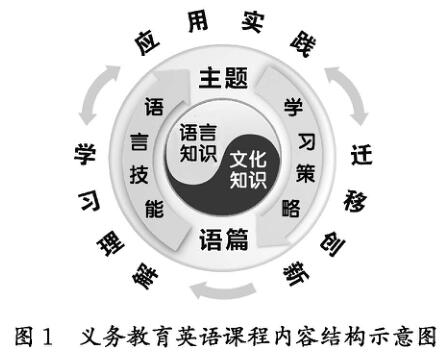 应用实践
主题
语言技能
学习策略
语言
知识
文化
知识
语篇
学习理解
迁移创新
图1 义务教育英语课程内容结构示意图